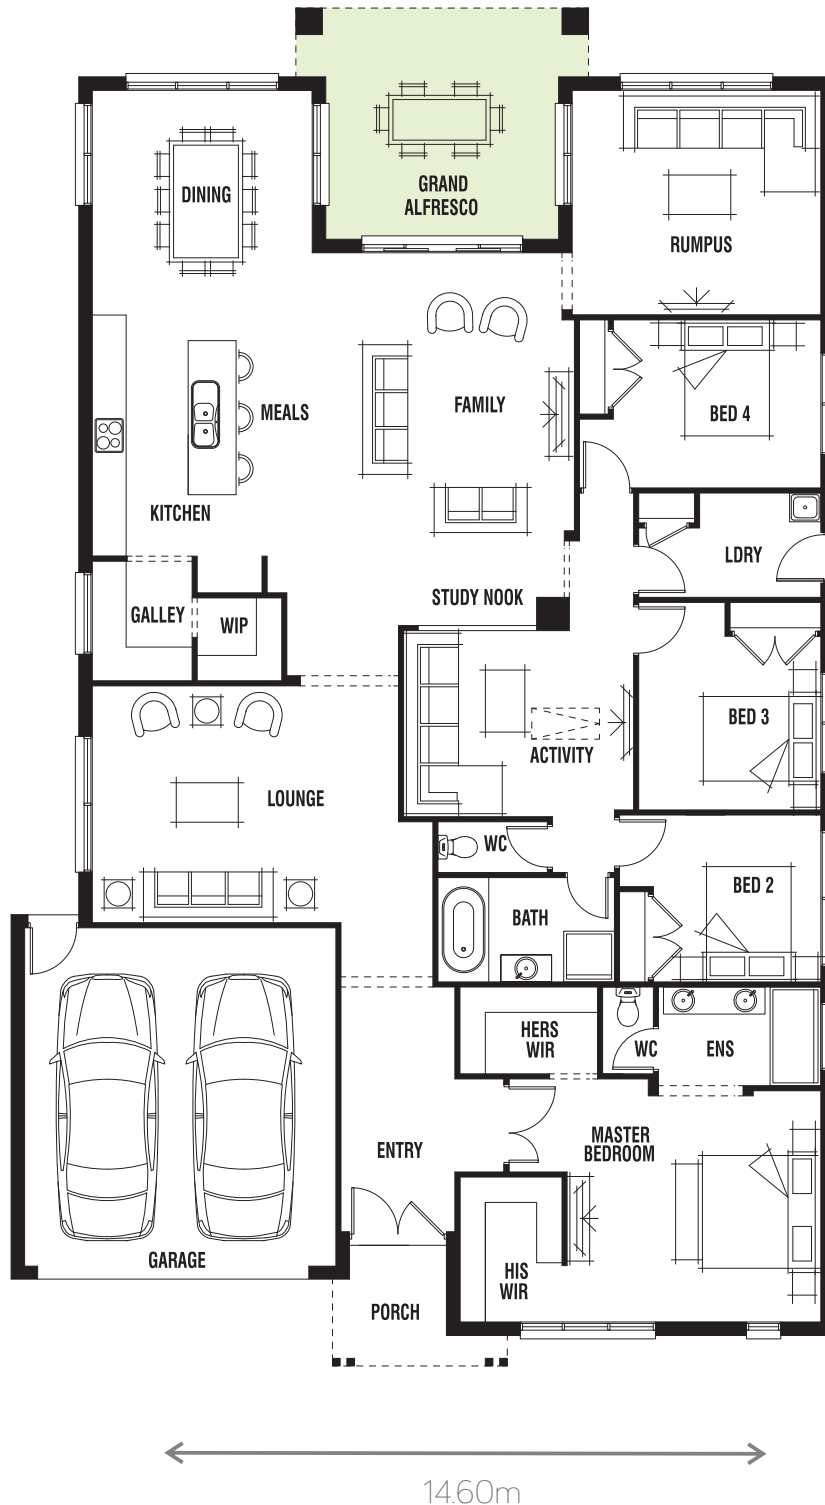 GRAND
ALFRESCO
DINING
RUMPUS
MEALS
FAMILY
BED 4
KITCHEN
LDRY
STUDY NOOK
GALLEY
WIP
BED 3
ACTIVITY
LOUNGE
WC
BED 2
BATH
HERS
WIR
WC
ENS
MASTER
BEDROOM
ENTRY
GARAGE
HIS
WIR
PORCH
14.60m